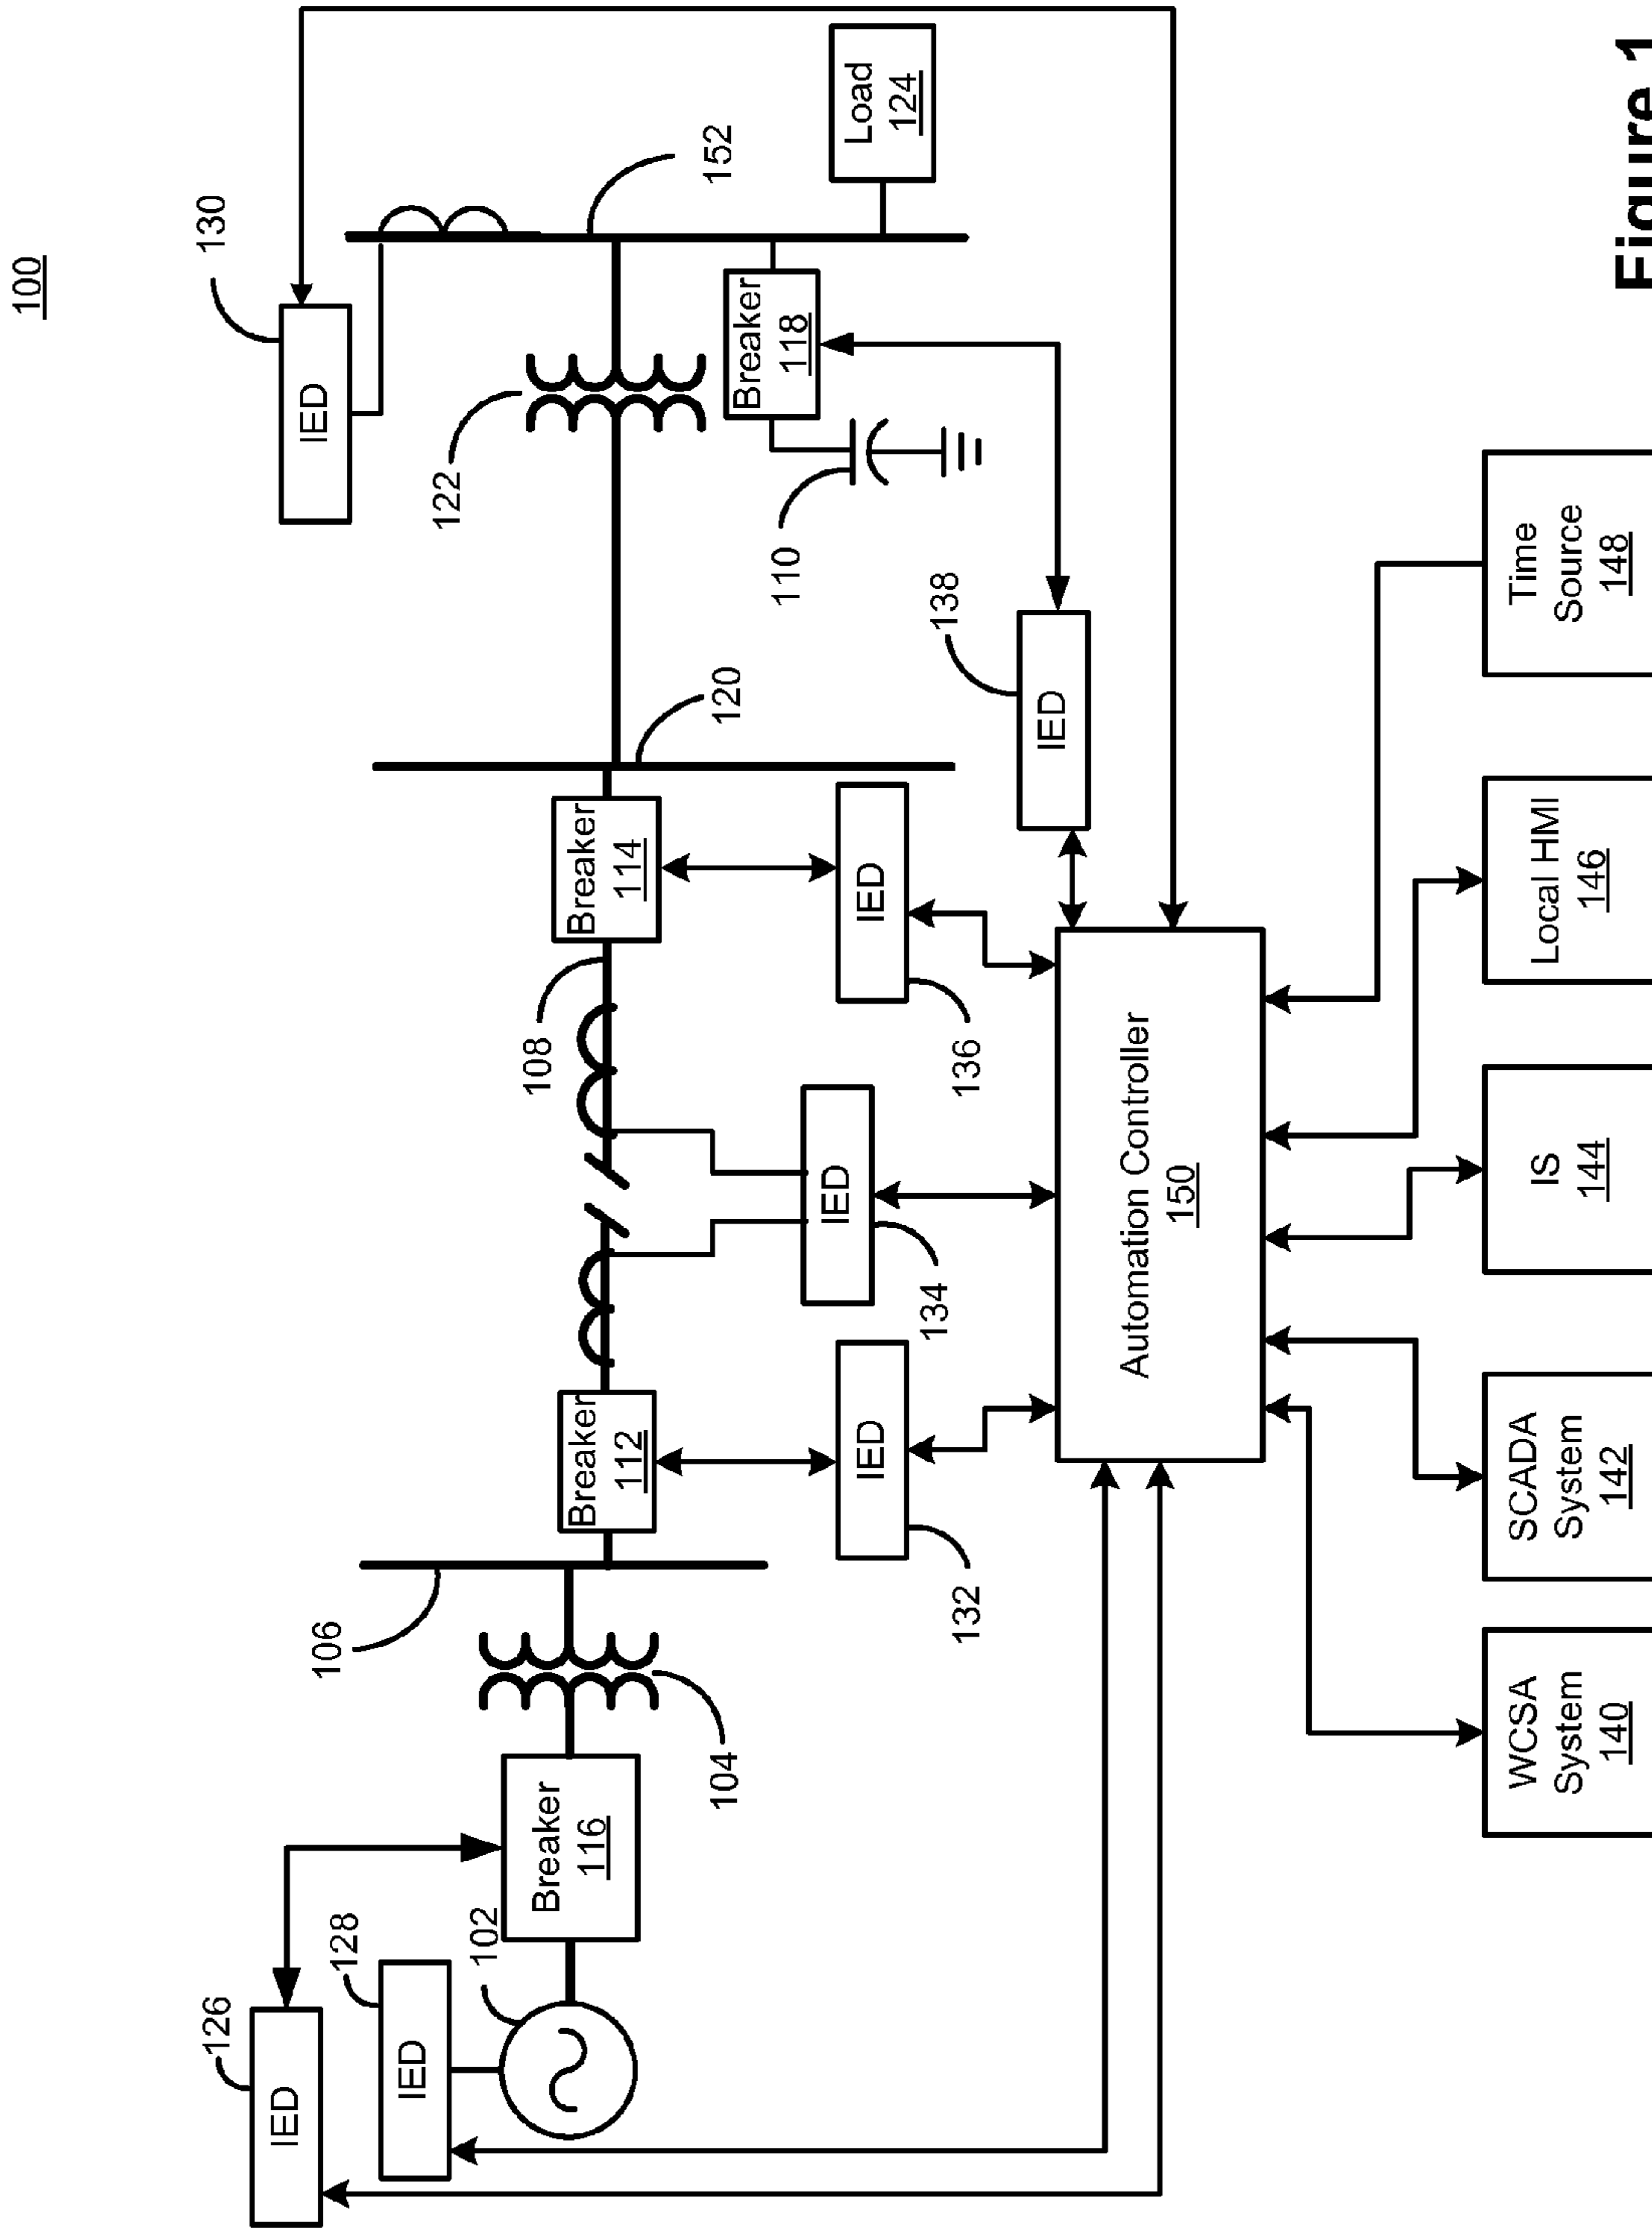 100
126
IED
128
IED
102
Breaker
116
104
106
Breaker
112
108
Breaker
114
120
122
130
IED
152
Breaker
118
110
Load
124
IED
132
IED
134
IED
136
IED
138
Automation Controller
150
WCSA
System
140
SCADA
System
142
IS
144
Local HMI
146
Time
Source
148
Figure 1